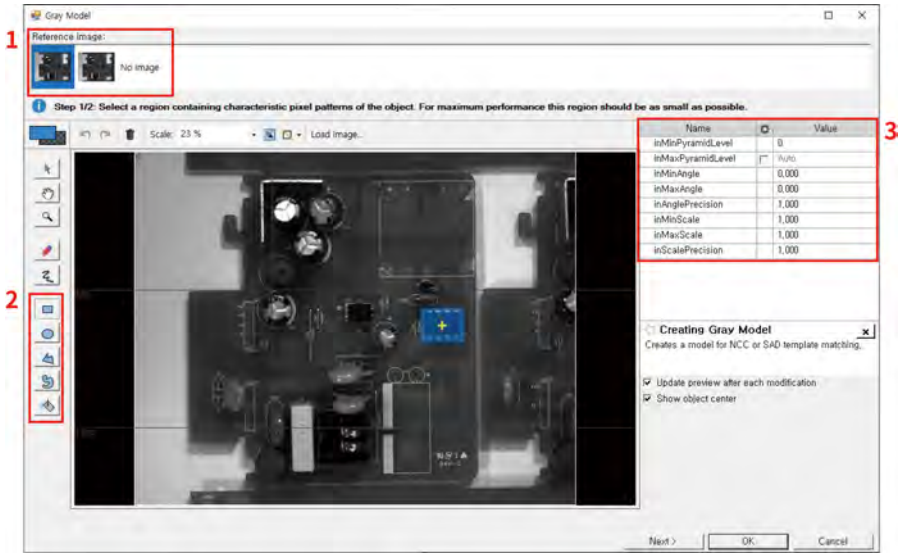 Gray Model
1
Reference image:
No image
Step 1/2: Select a region containing characteristic pixel patterns of the object. For maximum performance this region should be as small as possible.
Scale: 23 %
Load image...
3
Name Value
inMinPyramidLevel 0
inMaxPyramidLevel Auto
inMinAngle 0,000
inMaxAngle 0,000
inAnglePrecision 1,000
inMinScale 1,000
inMaxScale 1,000
inScalePrecision 1,000
2
Creating Gray Model
Creates a model for NCC or SAD template matching.
Update preview after each modification
Show object center
Next >
OK
Cancel